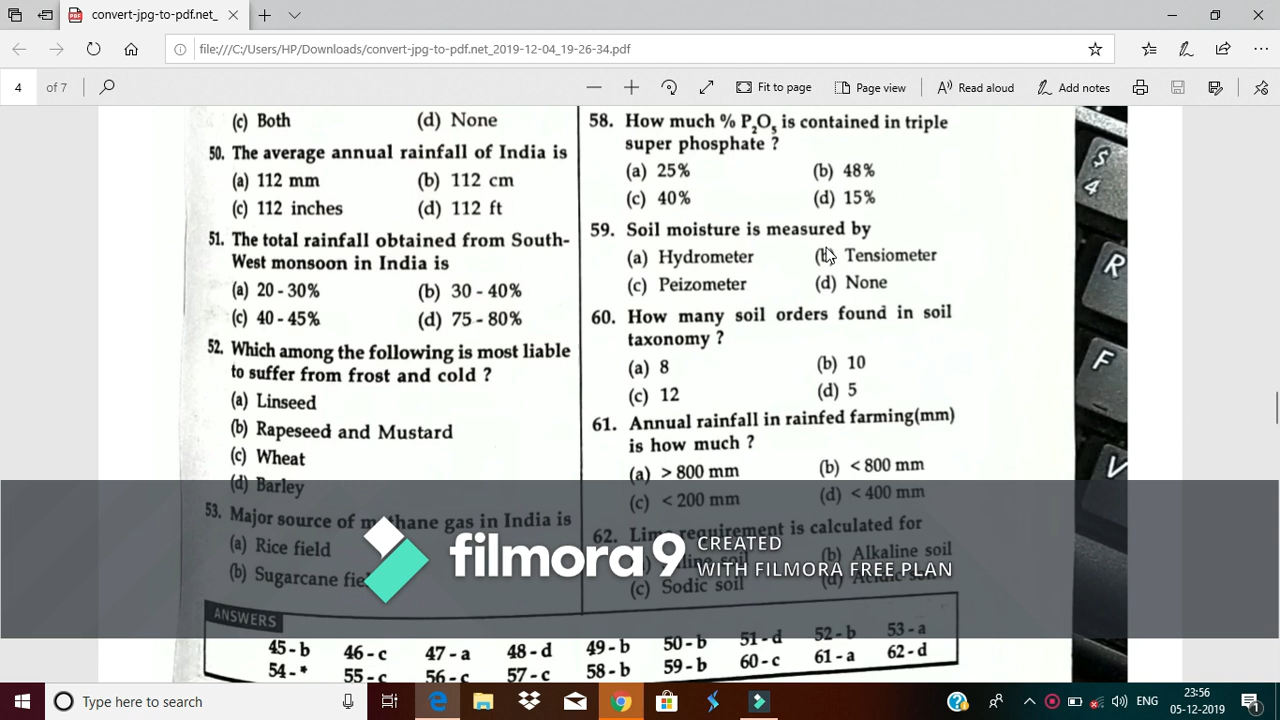 convert-jpg-to-pdf.net_
file:///C:/Users/HP/Downloads/convert-jpg-to-pdf.net_2019-12-04_19-26-34.pdf
4 of 7
Fit to page
Page view
Read aloud
Add notes
(c) Both (d) None
50. The average annual rainfall of India is
(a) 112 mm (b) 112 cm
(c) 112 inches (d) 112 ft
51. The total rainfall obtained from South-
West monsoon in India is
(a) 20 - 30% (b) 30 - 40%
(c) 40 - 45% (d) 75 - 80%
52. Which among the following is most liable
to suffer from frost and cold ?
(a) Linseed
(b) Rapeseed and Mustard
(c) Wheat
(d) Barley
53. Major source of methane gas in India is
(a) Rice field
(b) Sugarcane
58. How much % P₂O₅ is contained in triple
super phosphate ?
(a) 25% (b) 48%
(c) 40% (d) 15%
59. Soil moisture is measured by
(a) Hydrometer (b) Tensiometer
(c) Peizometer (d) None
60. How many soil orders found in soil
taxonomy ?
(a) 8 (b) 10
(c) 12 (d) 5
61. Annual rainfall in rainfed farming(mm)
is how much ?
(a) > 800 mm (b) < 800 mm
(c) < 200 mm (d) < 400 mm
62. Lime requirement is calculated for
soil (b) Alkaline soil
(c) Sodic soil (d)
filmora9 CREATED
WITH FILMORA FREE PLAN
ANSWERS
45 - b 46 - c 47 - a 48 - d 49 - b 50 - b 51 - d 52 - b 53 - a
54 - * 55 - c 56 - c 57 - c 58 - b 59 - b 60 - c 61 - a 62 - d
$
4
R
F
V
Type here to search
ENG
23:56
05-12-2019
1